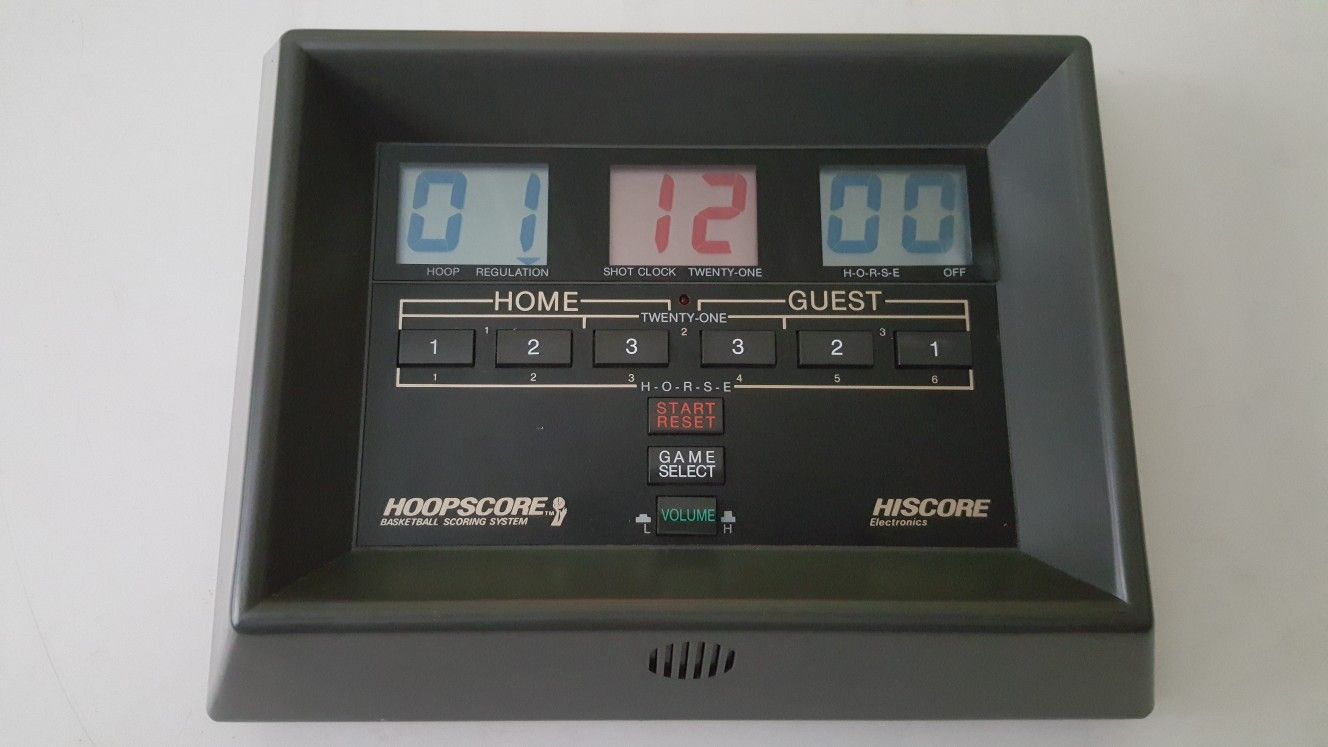 01 12 00
HOOP REGULATION SHOT CLOCK TWENTY-ONE H-O-R-S-E OFF
HOME GUEST
TWENTY-ONE
1 2 3
1 2 3 3 2 1
1 2 3 4 5 6
H-O-R-S-E
START
RESET
GAME
SELECT
HOOPSCORE™
BASKETBALL SCORING SYSTEM
L VOLUME H
HISCORE
Electronics